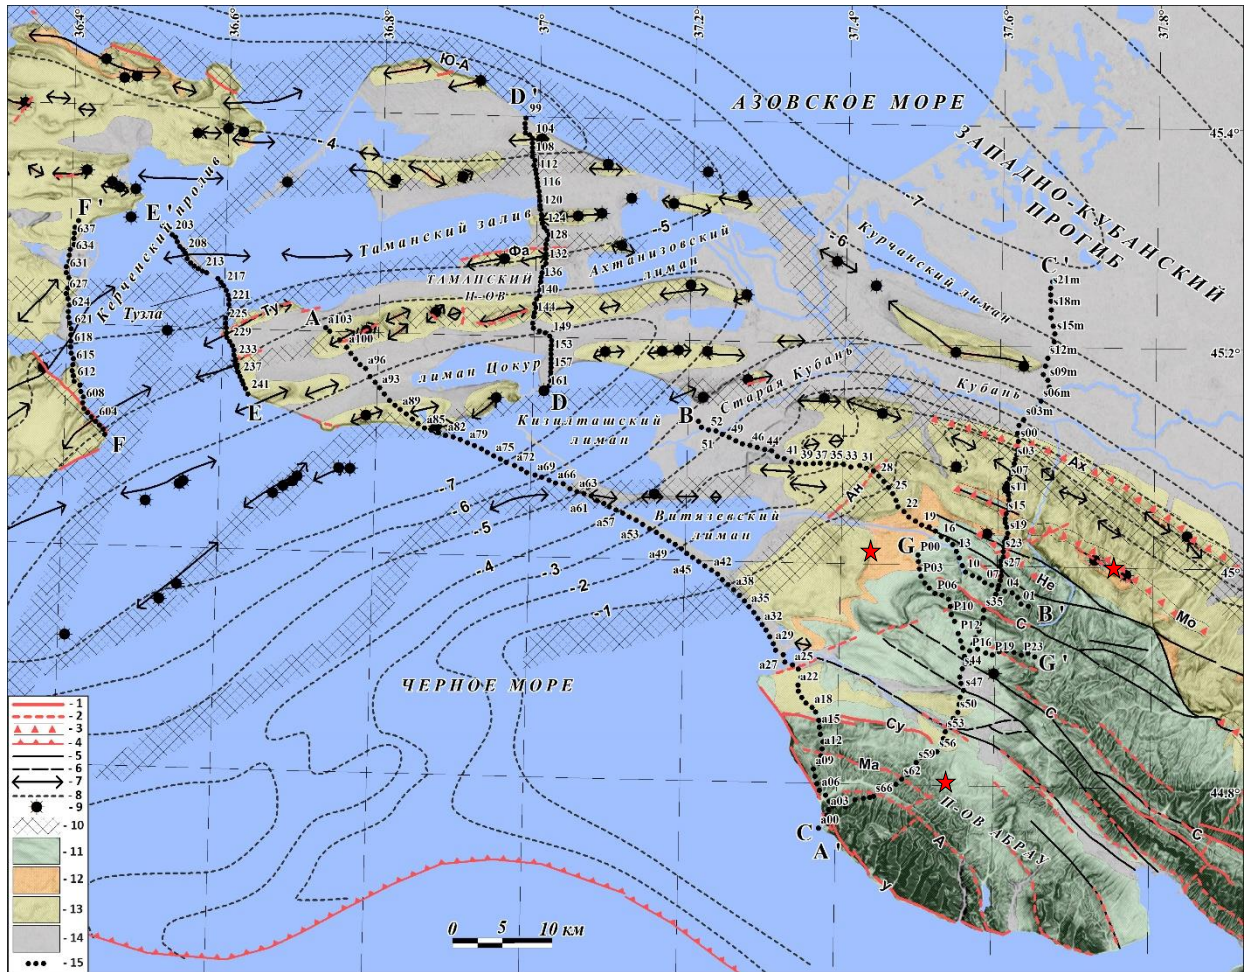 36.4°
36.6°
36.8°
37°
37.2°
37.4°
37.6°
37.8°
45.4°
45.2°
45°
44.8°
АЗОВСКОЕ МОРЕ
ЗАПАДНО-КУБАНСКИЙ
ПРОГИБ
Ю-А
D'
99
104
108
112
116
120
124
128
132
136
140
144
149
153
157
161
D
- 4
- 5
- 6
- 7
Керченский пролив
Таманский залив
Фа
ТАМАНСКИЙ
П-ОВ
Ахтанизовский
лиман
Курчанский лиман
F'
637
634
631
627
624
621
618
615
612
608
604
F
E'
203
208
213
217
221
225
229
233
237
241
E
Тузла
Ту
A
a103
a100
a96
a93
a89
a85
a82
a79
a75
a72
a69
a66
a63
a61
a57
a53
a49
a45
a42
a38
a35
a32
a29
a27
a25
a22
a18
a15
a12
a09
a06
a03
a00
C
A'
лиман Цокур
Кизилташский
лиман
Старая Кубань
Кубань
Витязевский
лиман
B
52
51
49
46
44
41
39
37
35
33
31
28
25
22
19
16
13
10
07
04
01
B'
C'
s21m
s18m
s15m
s12m
s09m
s06m
s03m
s00
s03
s07
s11
s15
s19
s23
s27
s35
s44
s47
s50
s53
s56
s59
s62
s66
Ах
Ан
Не
Мо
G
P00
P03
P06
P10
P12
P16
P19
P23
G'
С
С
С
Су
Ма
А
У
П-ОВ АБРАУ
- 7
- 6
- 5
- 4
- 3
- 2
- 1
ЧЕРНОЕ МОРЕ
0 5 10 км
- 1
- 2
- 3
- 4
- 5
- 6
- 7
- 8
- 9
- 10
- 11
- 12
- 13
- 14
- 15